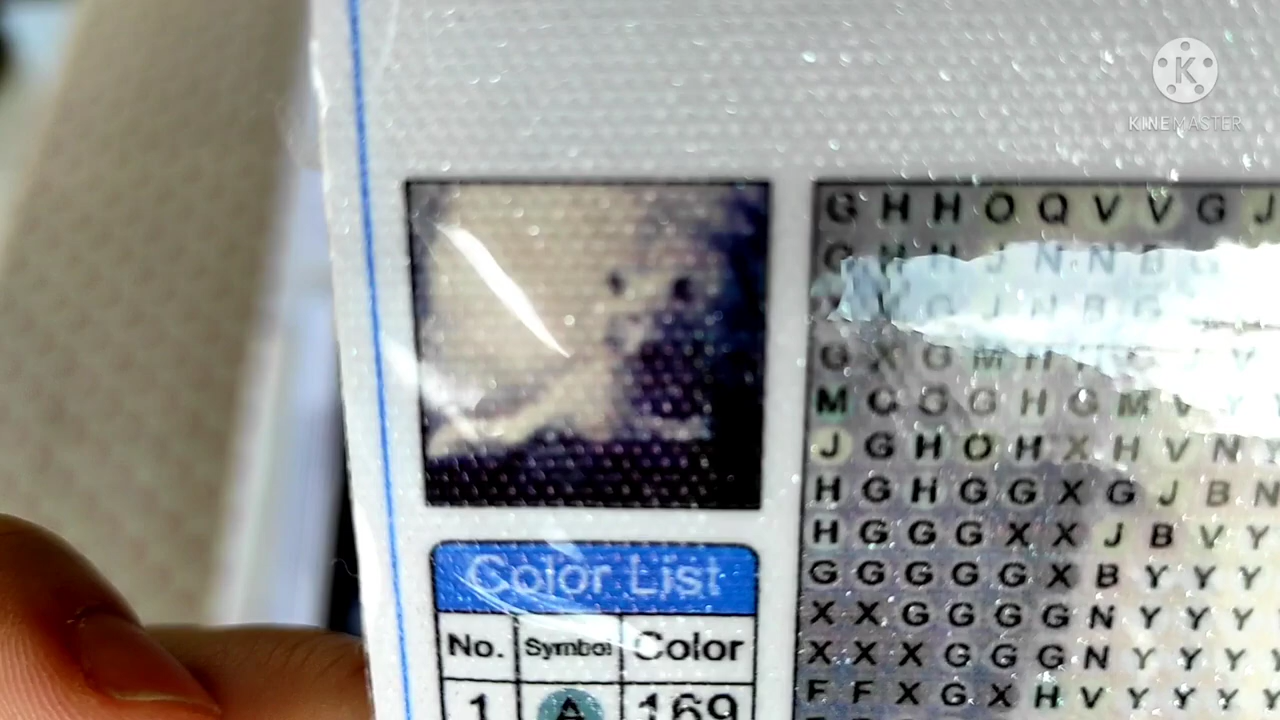 KINEMASTER
G H H O Q V V G J
G H H J N N B G
G J N B G
G X G M H
M G G G H G M V Y
J G H O H X H V N Y
H G H G G X G J B N
H G G G X X J B V Y
G G G G G X B Y Y Y
X X G G G G N Y Y Y
X X X G G G N Y Y Y Y
F F X G X H V Y Y Y Y
Color List
No. Symbol Color
1 A 169